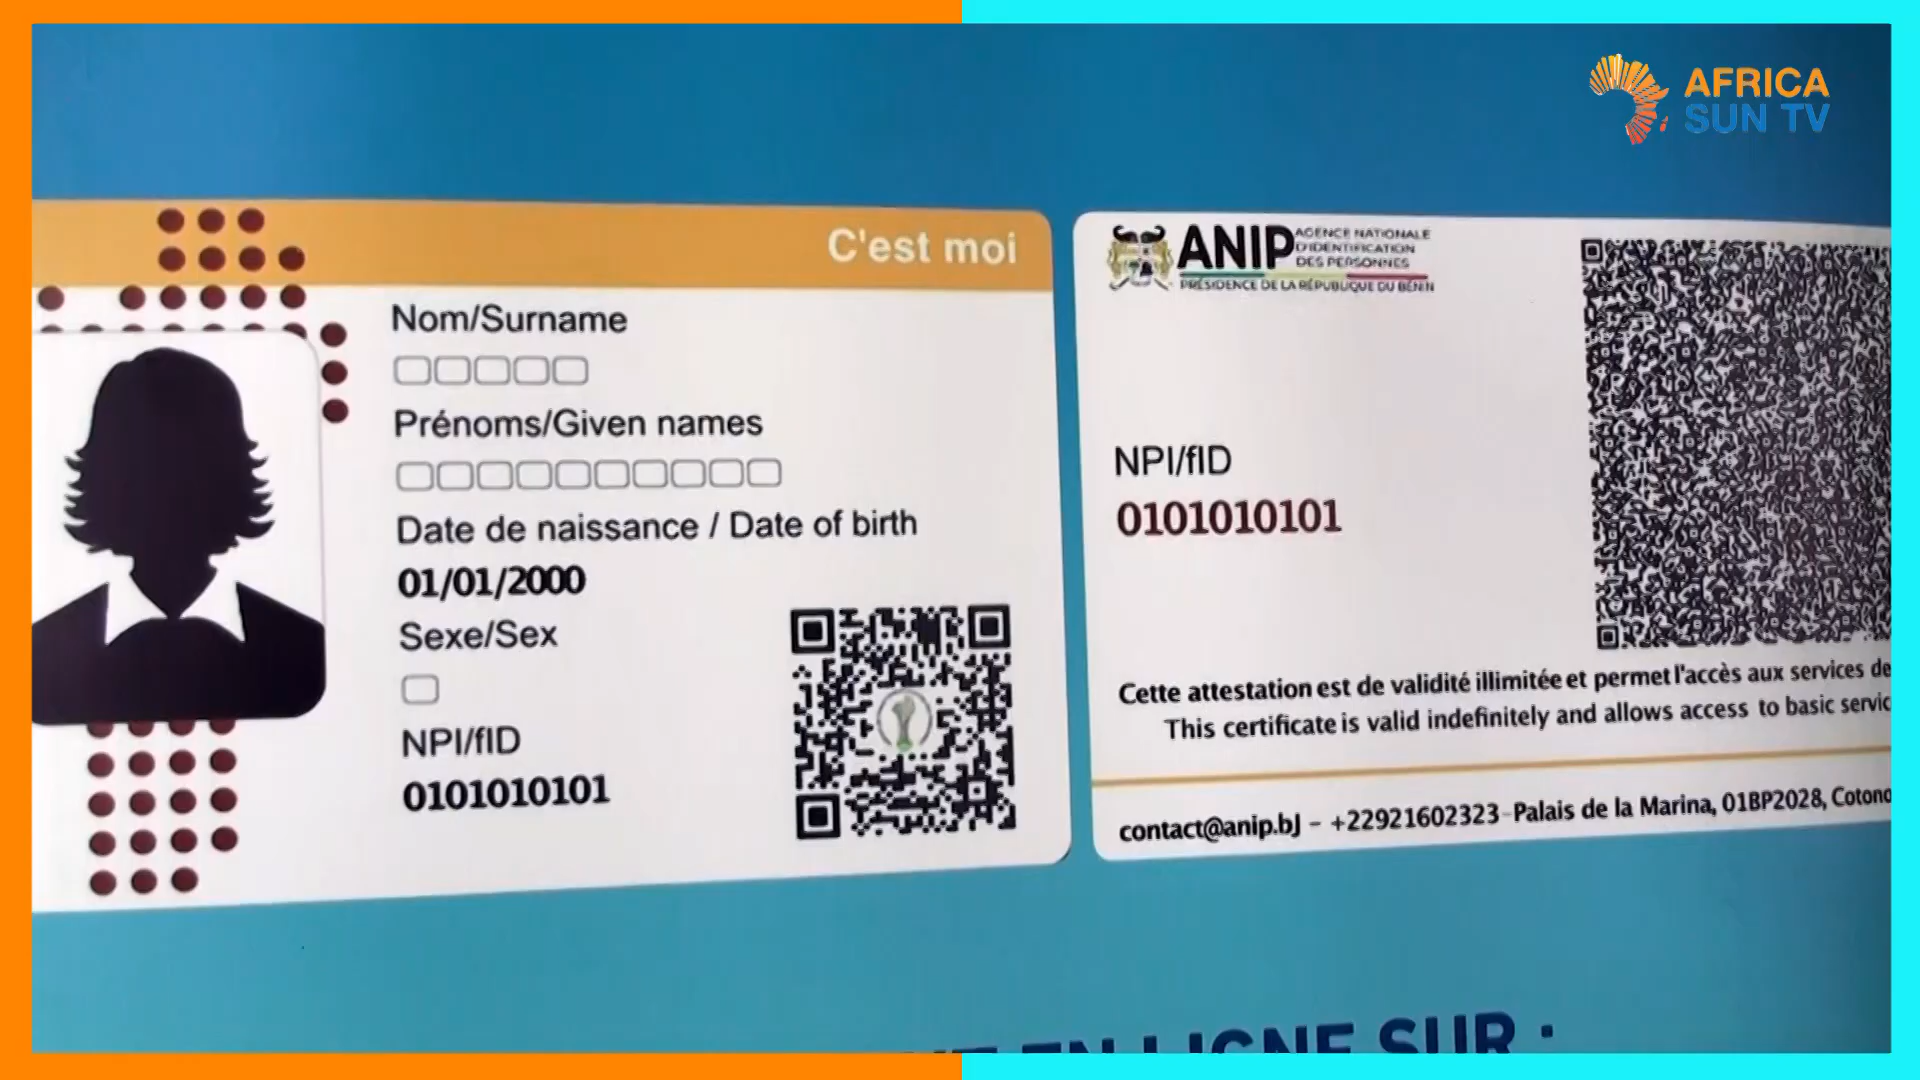 AFRICA
SUN TV
C'est moi
Nom/Surname
Prénoms/Given names
Date de naissance / Date of birth
01/01/2000
Sexe/Sex
NPI/fID
0101010101
ANIP
AGENCE NATIONALE
D'IDENTIFICATION
DES PERSONNES
PRÉSIDENCE DE LA RÉPUBLIQUE DU BÉNIN
NPI/fID
0101010101
Cette attestation est de validité illimitée et permet l'accès aux services de
This certificate is valid indefinitely and allows access to basic servic
contact@anip.bj - +22921602323 - Palais de la Marina, 01BP2028, Cotono
EN LIGNE SUR :